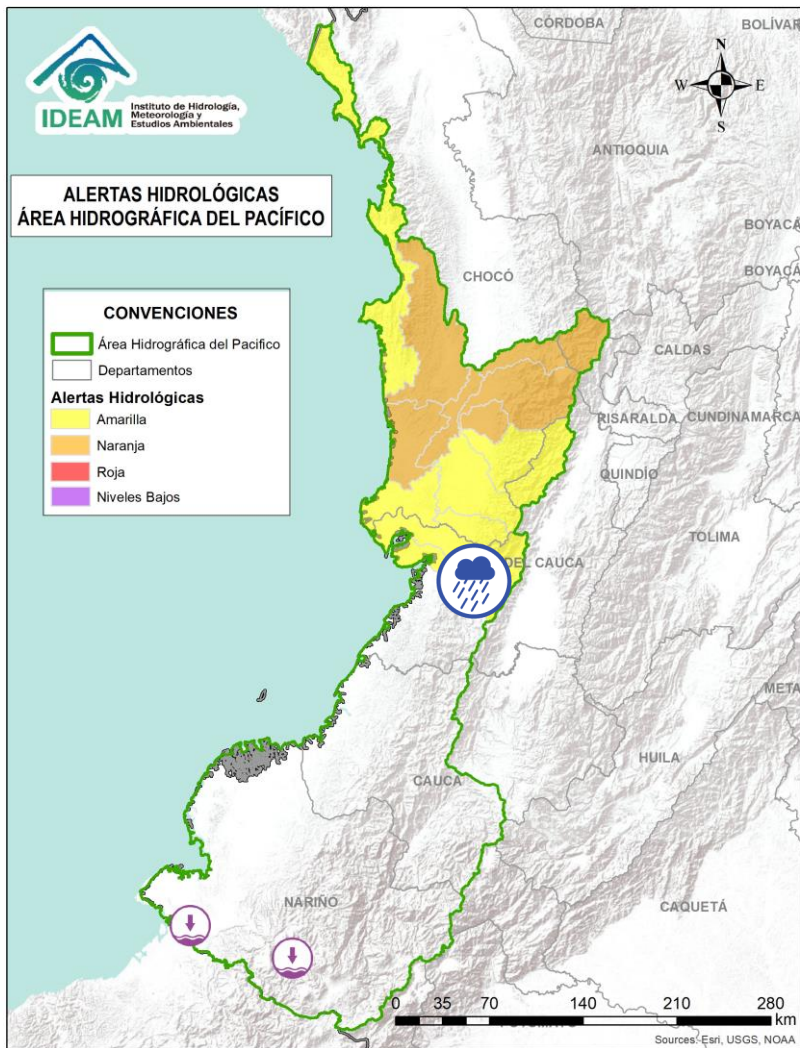 IDEAM
Instituto de Hidrología,
Meteorología y
Estudios Ambientales
ALERTAS HIDROLÓGICAS
ÁREA HIDROGRÁFICA DEL PACÍFICO
CONVENCIONES
Área Hidrográfica del Pacifico
Departamentos
Alertas Hidrológicas
Amarilla
Naranja
Roja
Niveles Bajos
N
W E
S
CÓRDOBA
BOLÍVAR
ANTIOQUIA
BOYACÁ
BOYACÁ
CHOCÓ
CALDAS
RISARALDA
CUNDINAMARCA
QUINDÍO
TOLIMA
DEL CAUCA
META
HUILA
CAUCA
NARIÑO
CAQUETÁ
0 35 70 140 210 280
km
Sources: Esri, USGS, NOAA